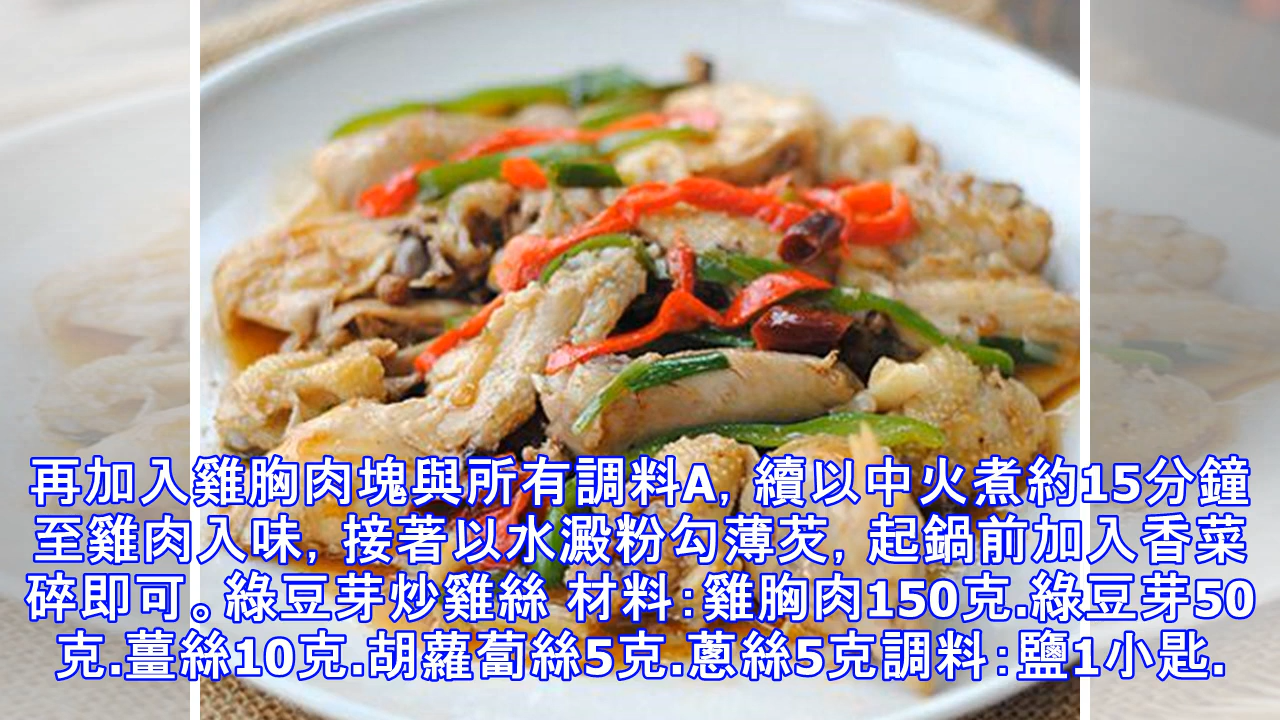 再加入雞胸肉塊與所有調料A, 續以中火煮約15分鐘
至雞肉入味, 接著以水澱粉勾薄芡, 起鍋前加入香菜
碎即可。綠豆芽炒雞絲 材料:雞胸肉150克.綠豆芽50
克.薑絲10克.胡蘿蔔絲5克.蔥絲5克調料:鹽1小匙.